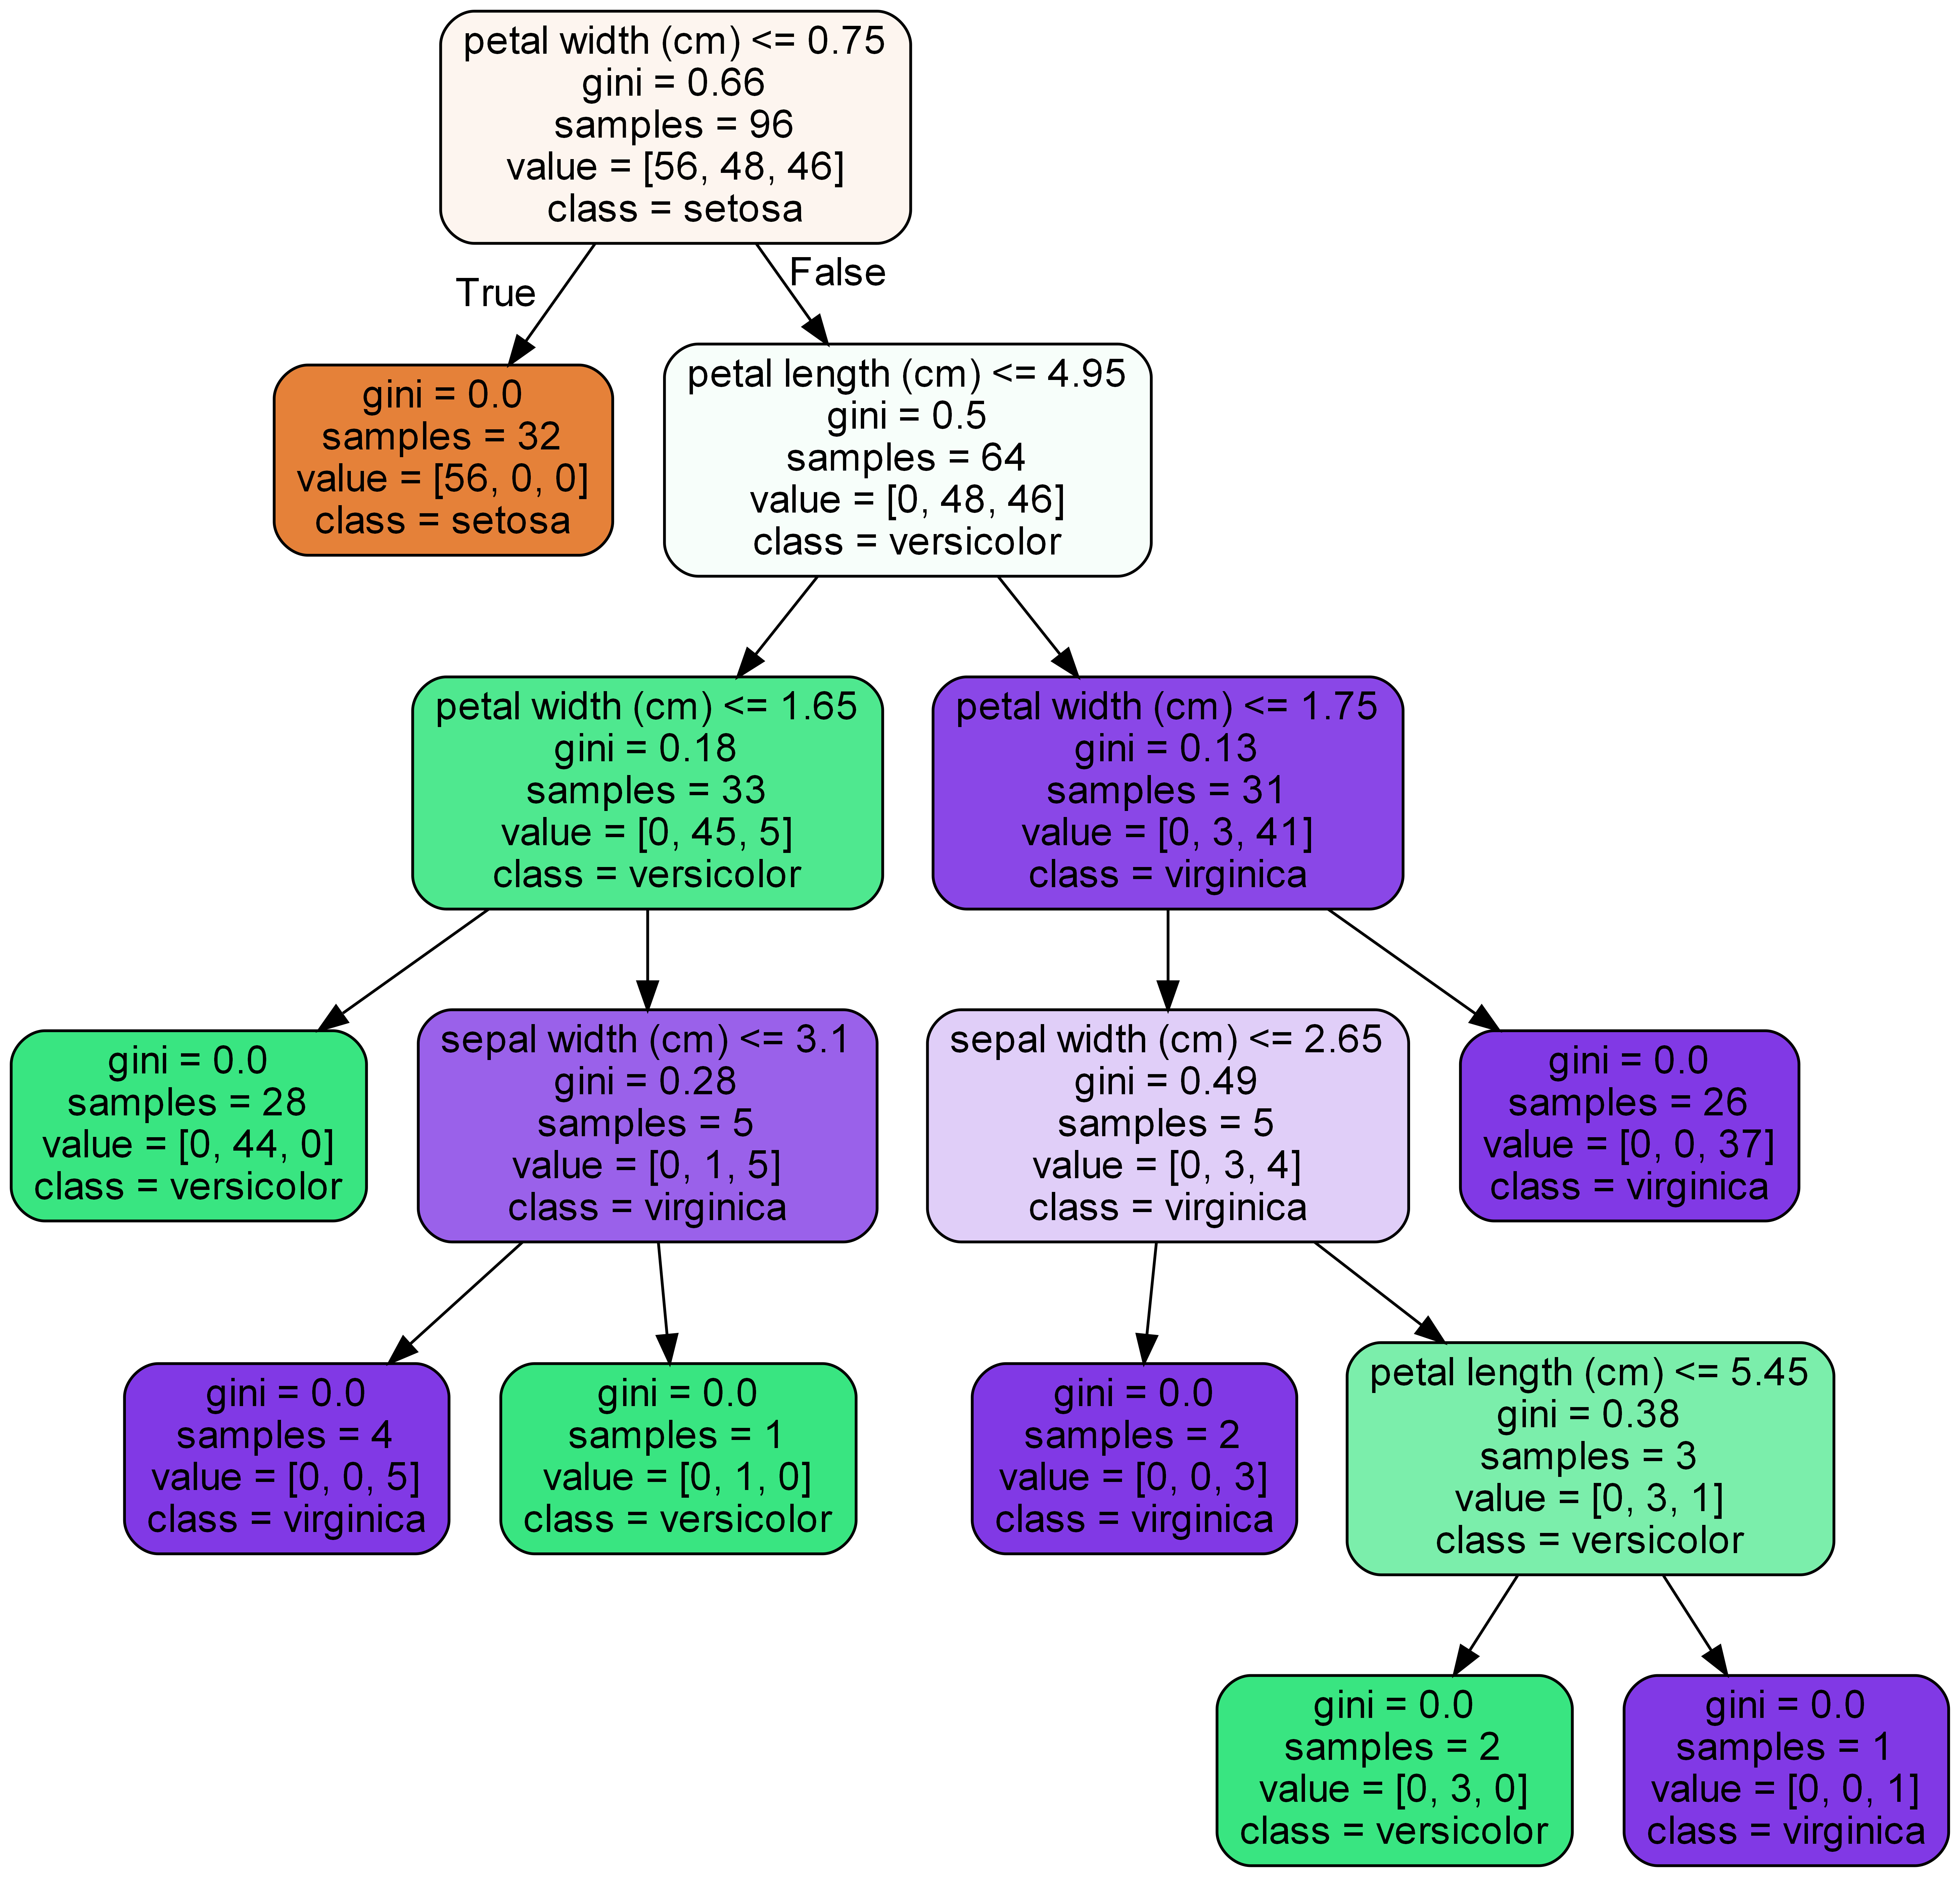 petal width (cm) <= 0.75
gini = 0.66
samples = 96
value = [56, 48, 46]
class = setosa
True
False
gini = 0.0
samples = 32
value = [56, 0, 0]
class = setosa
petal length (cm) <= 4.95
gini = 0.5
samples = 64
value = [0, 48, 46]
class = versicolor
petal width (cm) <= 1.65
gini = 0.18
samples = 33
value = [0, 45, 5]
class = versicolor
petal width (cm) <= 1.75
gini = 0.13
samples = 31
value = [0, 3, 41]
class = virginica
gini = 0.0
samples = 28
value = [0, 44, 0]
class = versicolor
sepal width (cm) <= 3.1
gini = 0.28
samples = 5
value = [0, 1, 5]
class = virginica
sepal width (cm) <= 2.65
gini = 0.49
samples = 5
value = [0, 3, 4]
class = virginica
gini = 0.0
samples = 26
value = [0, 0, 37]
class = virginica
gini = 0.0
samples = 4
value = [0, 0, 5]
class = virginica
gini = 0.0
samples = 1
value = [0, 1, 0]
class = versicolor
gini = 0.0
samples = 2
value = [0, 0, 3]
class = virginica
petal length (cm) <= 5.45
gini = 0.38
samples = 3
value = [0, 3, 1]
class = versicolor
gini = 0.0
samples = 2
value = [0, 3, 0]
class = versicolor
gini = 0.0
samples = 1
value = [0, 0, 1]
class = virginica